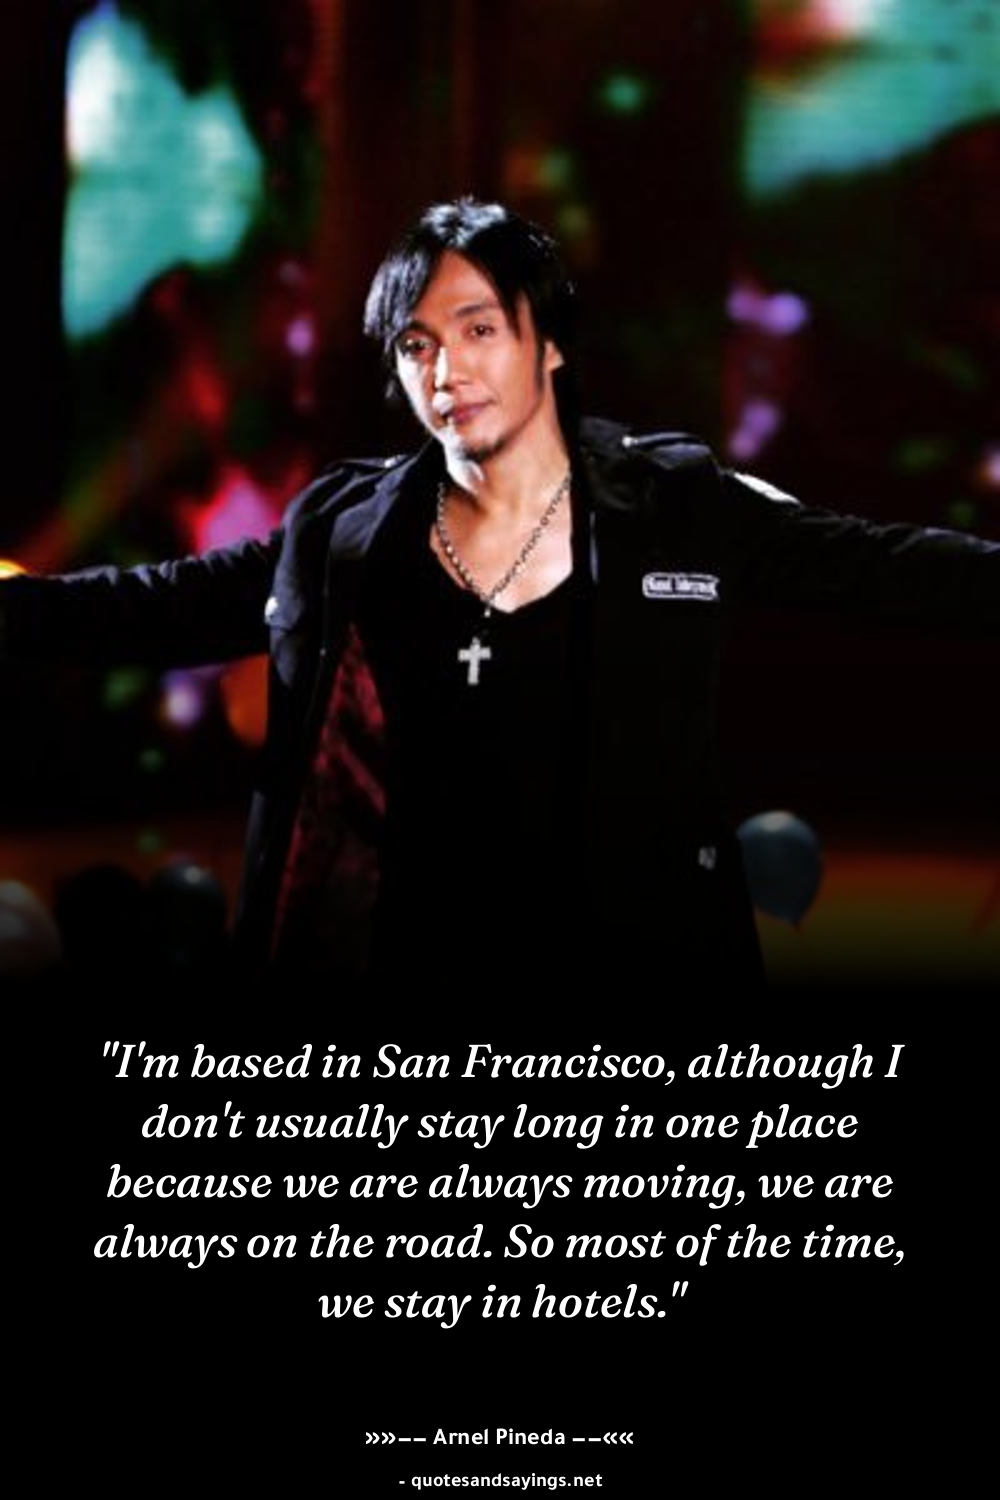 "I'm based in San Francisco, although I
don't usually stay long in one place
because we are always moving, we are
always on the road. So most of the time,
we stay in hotels."
»»–– Arnel Pineda ––««
- quotesandsayings.net